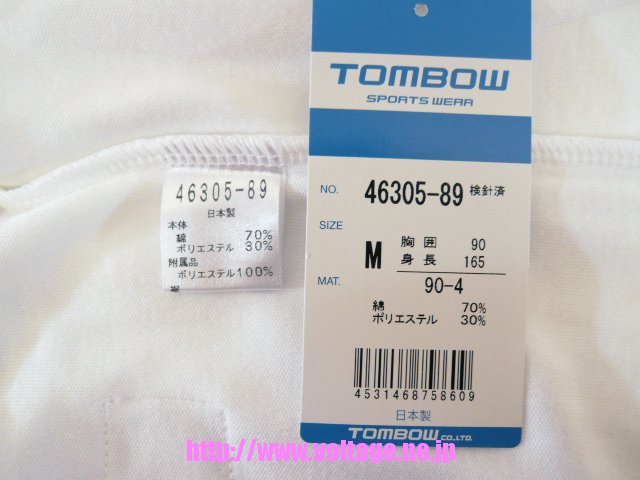 TOMBOW
SPORTS WEAR
NO. 46305-89 検針済
SIZE
M 胸囲 90
身長 165
MAT. 90-4
綿 70%
ポリエステル 30%
4531468758609
日本製
TOMBOW CO.,LTD.
46305-89
日本製
本体
綿 70%
ポリエステル 30%
附属品
ポリエステル100%
http://www.voltage.ne.jp